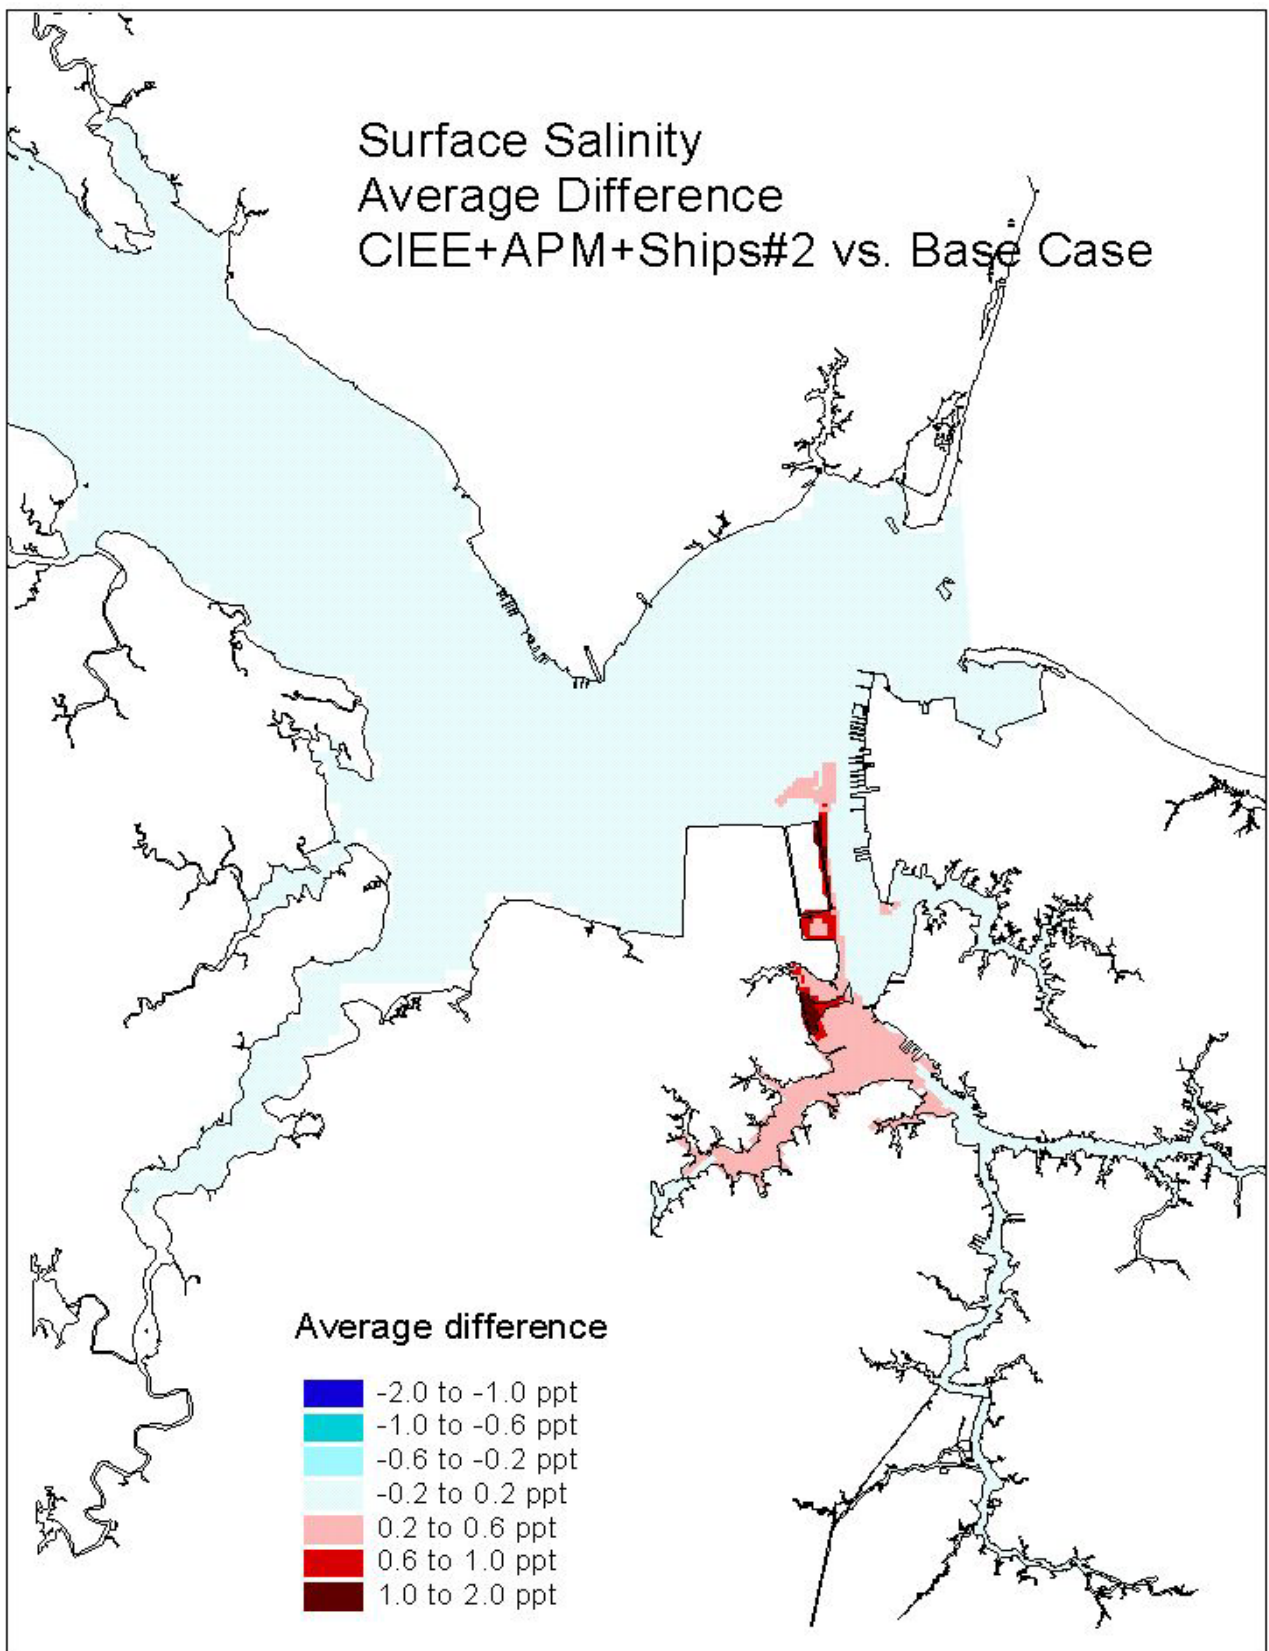 Surface Salinity
Average Difference
CIEE+APM+Ships#2 vs. Base Case
Average difference
-2.0 to -1.0 ppt
-1.0 to -0.6 ppt
-0.6 to -0.2 ppt
-0.2 to 0.2 ppt
0.2 to 0.6 ppt
0.6 to 1.0 ppt
1.0 to 2.0 ppt